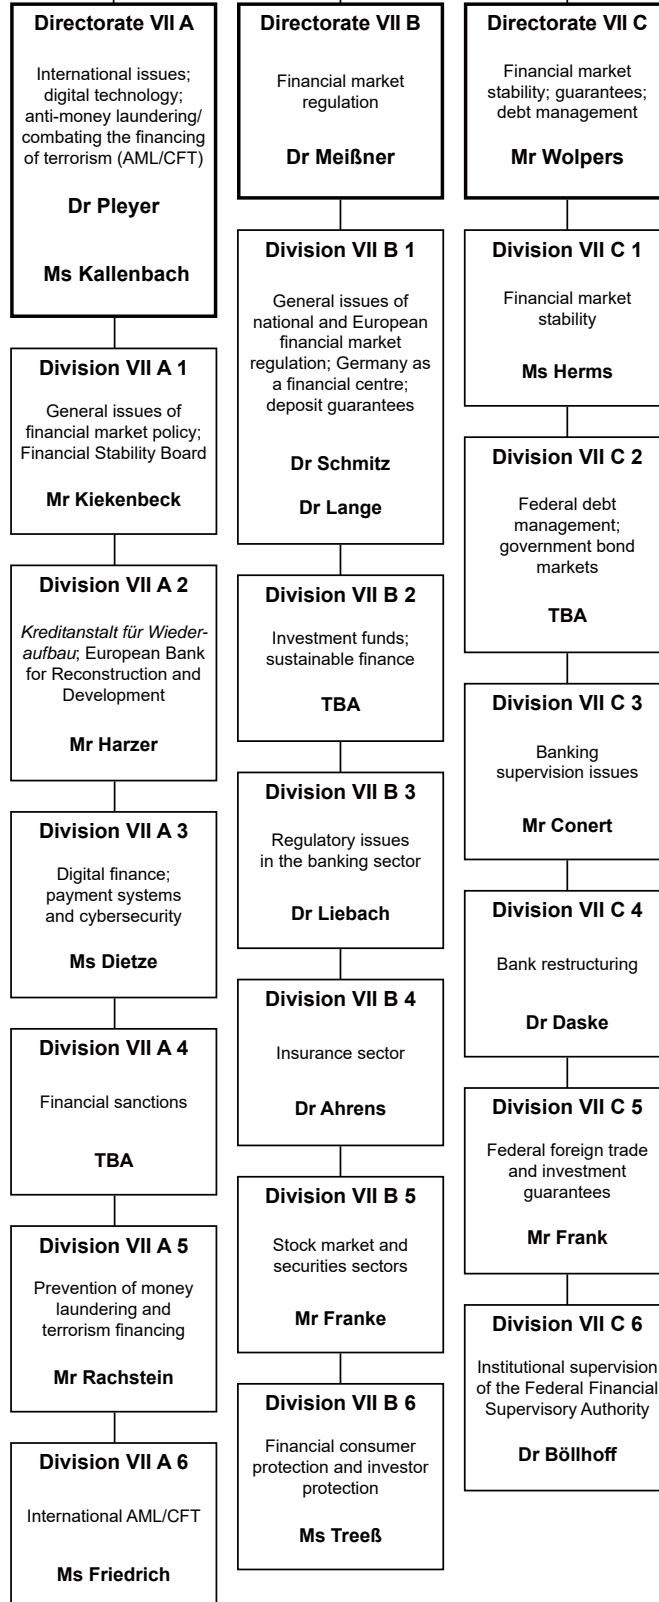 Directorate VII A
International issues;
digital technology;
anti-money laundering/
combating the financing
of terrorism (AML/CFT)
Dr Pleyer
Ms Kallenbach
Division VII A 1
General issues of
financial market policy;
Financial Stability Board
Mr Kiekenbeck
Division VII A 2
Kreditanstalt für Wieder-
aufbau; European Bank
for Reconstruction and
Development
Mr Harzer
Division VII A 3
Digital finance;
payment systems
and cybersecurity
Ms Dietze
Division VII A 4
Financial sanctions
TBA
Division VII A 5
Prevention of money
laundering and
terrorism financing
Mr Rachstein
Division VII A 6
International AML/CFT
Ms Friedrich
Directorate VII B
Financial market
regulation
Dr Meißner
Division VII B 1
General issues of
national and European
financial market
regulation; Germany as
a financial centre;
deposit guarantees
Dr Schmitz
Dr Lange
Division VII B 2
Investment funds;
sustainable finance
TBA
Division VII B 3
Regulatory issues
in the banking sector
Dr Liebach
Division VII B 4
Insurance sector
Dr Ahrens
Division VII B 5
Stock market and
securities sectors
Mr Franke
Division VII B 6
Financial consumer
protection and investor
protection
Ms Treeß
Directorate VII C
Financial market
stability; guarantees;
debt management
Mr Wolpers
Division VII C 1
Financial market
stability
Ms Herms
Division VII C 2
Federal debt
management;
government bond
markets
TBA
Division VII C 3
Banking
supervision issues
Mr Conert
Division VII C 4
Bank restructuring
Dr Daske
Division VII C 5
Federal foreign trade
and investment
guarantees
Mr Frank
Division VII C 6
Institutional supervision
of the Federal Financial
Supervisory Authority
Dr Böllhoff